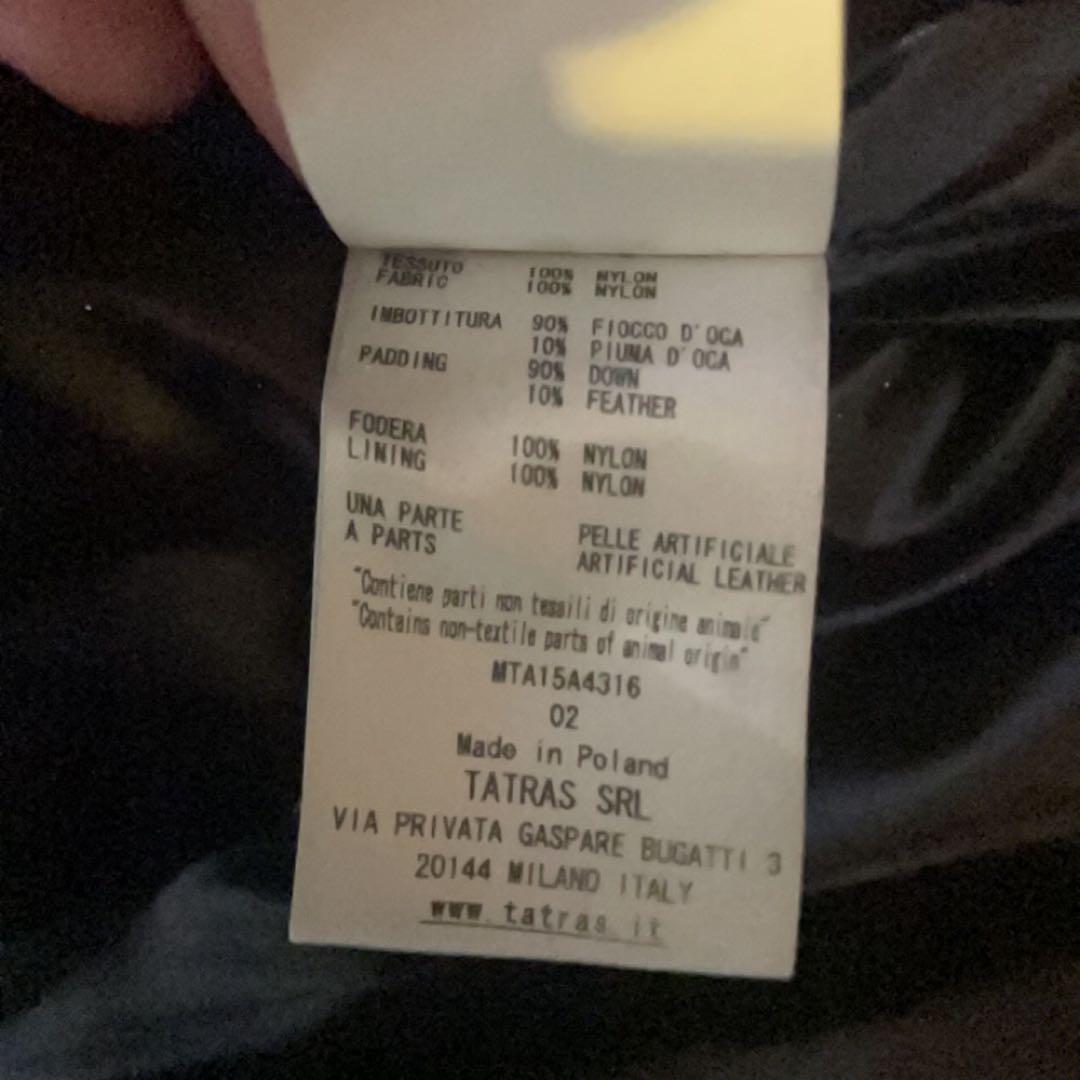 TESSUTO 100% NYLON
FABRIC 100% NYLON
IMBOTTITURA 90% FIOCCO D'OCA
10% PIUMA D'OCA
PADDING 90% DOWN
10% FEATHER
FODERA 100% NYLON
LINING 100% NYLON
UNA PARTE PELLE ARTIFICIALE
A PARTS ARTIFICIAL LEATHER
"Contiene parti non tessili di origine animale"
"Contains non-textile parts of animal origin"
MTA15A4316
02
Made in Poland
TATRAS SRL
VIA PRIVATA GASPARE BUGATTI 3
20144 MILANO ITALY
www.tatras.it